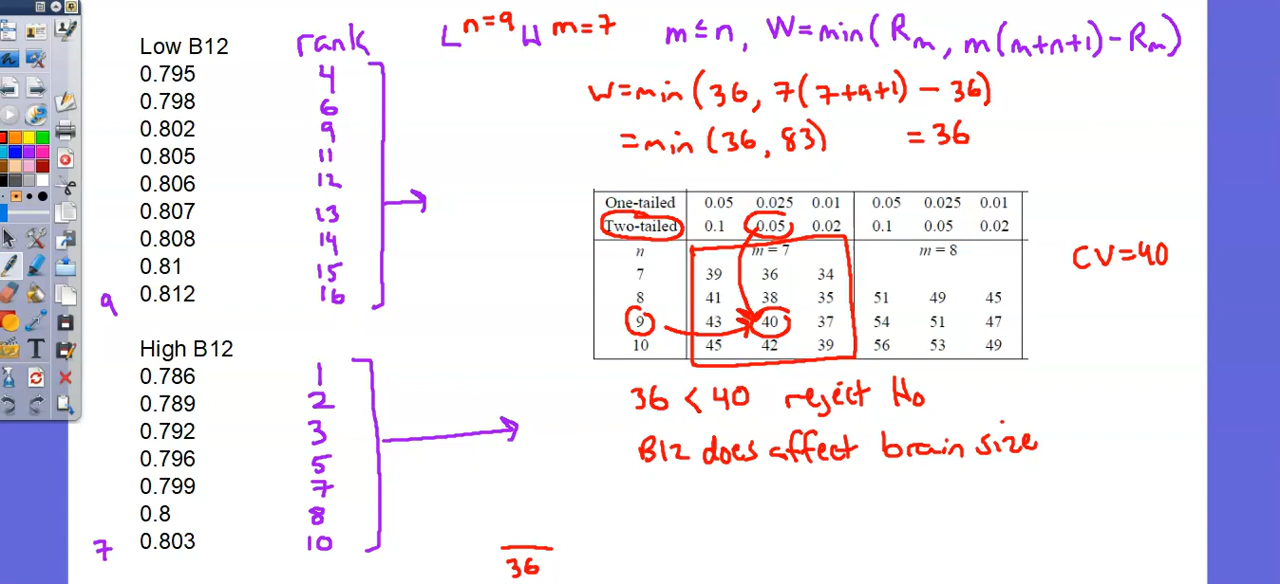 Low B12 rank
0.795 4
0.798 6
0.802 9
0.805 11
0.806 12
0.807 13
0.808 14
0.81 15
0.812 16
9
High B12
0.786 1
0.789 2
0.792 3
0.796 5
0.799 7
0.8 8
0.803 10
7
36
L n=9 H m=7 m≤n, W=min(Rm, m(m+n+1)-Rm)
W=min(36, 7(7+9+1)-36)
=min(36, 83) =36
One-tailed 0.05 0.025 0.01 0.05 0.025 0.01
Two-tailed 0.1 0.05 0.02 0.1 0.05 0.02
n m = 7 m = 8
7 39 36 34
8 41 38 35 51 49 45
9 43 40 37 54 51 47
10 45 42 39 56 53 49
CV=40
36 < 40 reject Ho
B12 does affect brain size
T